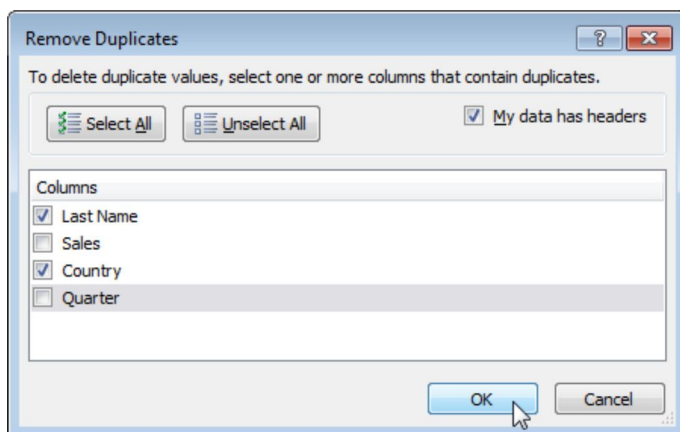 Remove Duplicates
To delete duplicate values, select one or more columns that contain duplicates.
Select All
Unselect All
My data has headers
Columns
Last Name
Sales
Country
Quarter
OK
Cancel